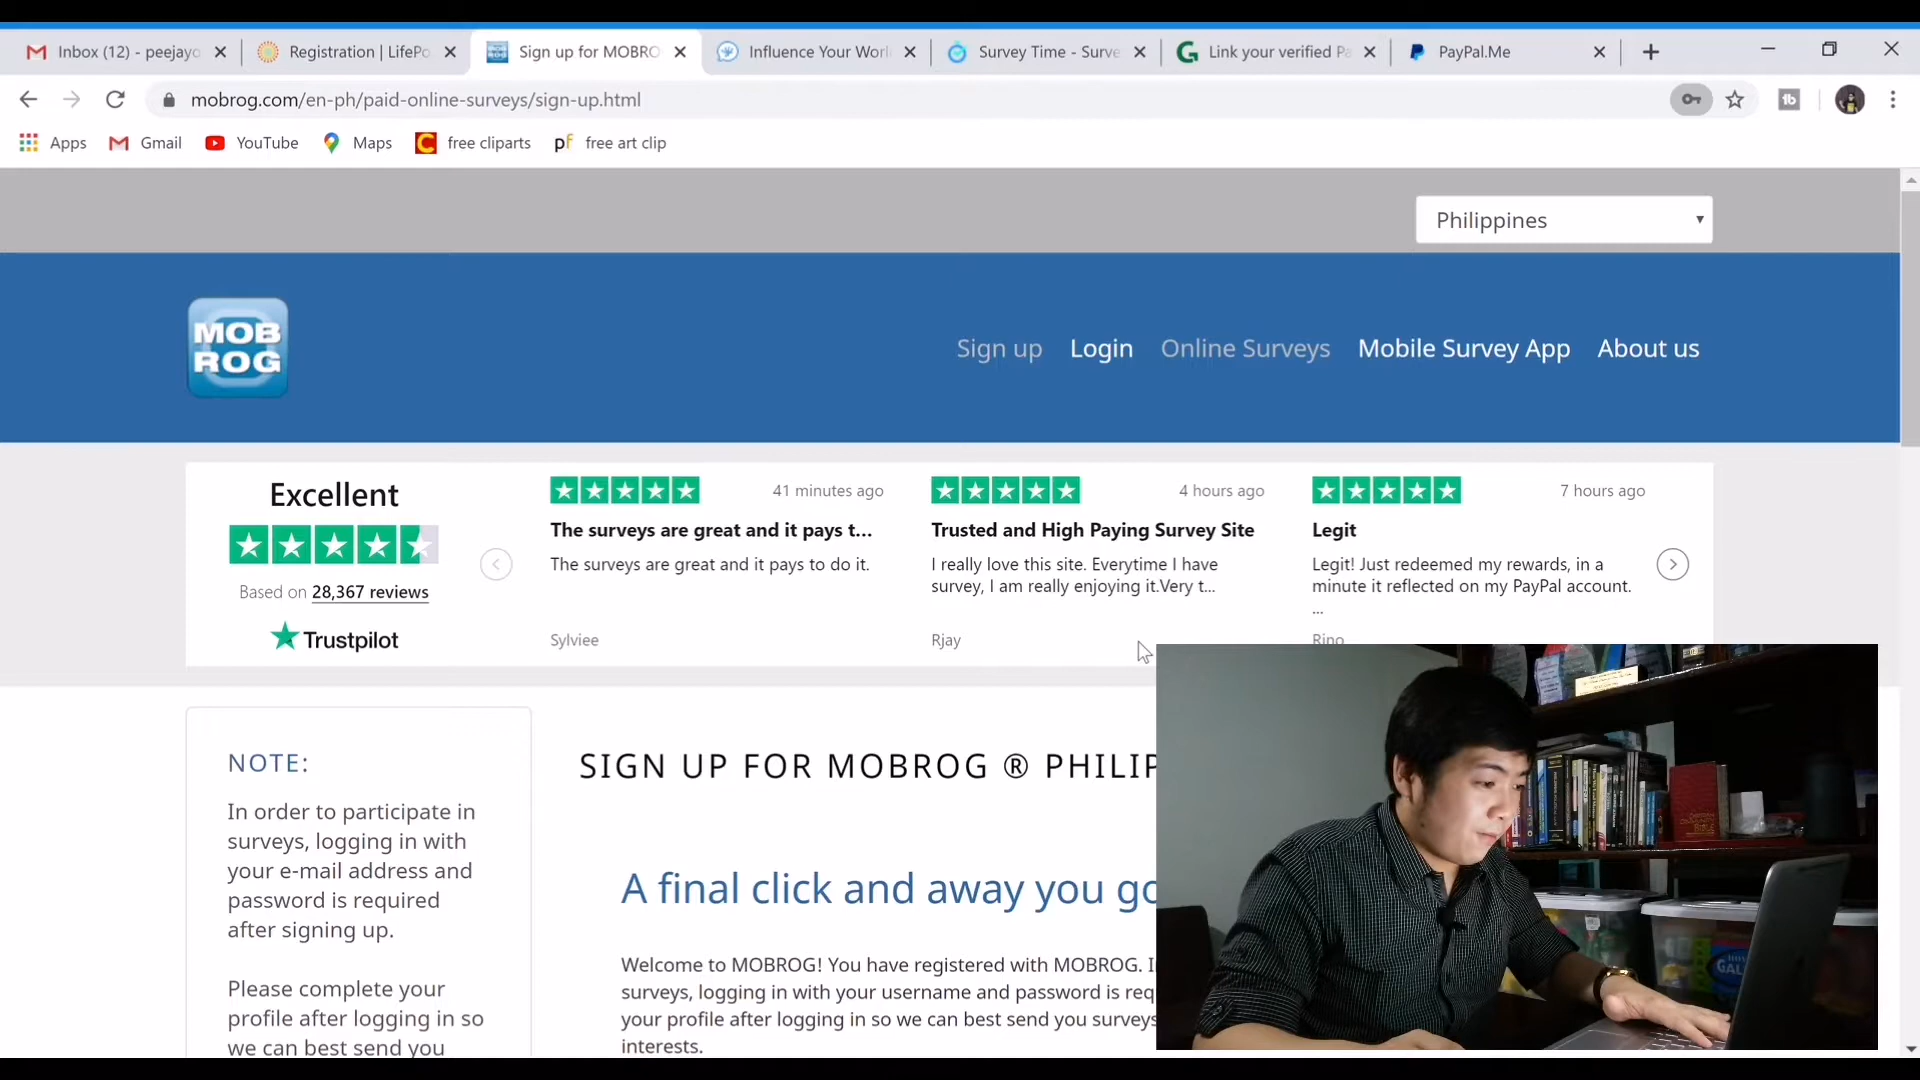 Inbox (12) - peejayo
Registration | LifePo
Sign up for MOBRO
Influence Your Worl
Survey Time - Surve
Link your verified Pa
PayPal.Me
mobrog.com/en-ph/paid-online-surveys/sign-up.html
Apps
Gmail
YouTube
Maps
free cliparts
pf free art clip
Philippines
MOB
ROG
Sign up
Login
Online Surveys
Mobile Survey App
About us
Excellent
Based on 28,367 reviews
Trustpilot
41 minutes ago
The surveys are great and it pays t...
The surveys are great and it pays to do it.
Sylviee
4 hours ago
Trusted and High Paying Survey Site
I really love this site. Everytime I have
survey, I am really enjoying it.Very t...
Rjay
7 hours ago
Legit
Legit! Just redeemed my rewards, in a
minute it reflected on my PayPal account.
...
Rino
NOTE:
In order to participate in
surveys, logging in with
your e-mail address and
password is required
after signing up.
Please complete your
profile after logging in so
we can best send you
SIGN UP FOR MOBROG ® PHILIP
A final click and away you go
Welcome to MOBROG! You have registered with MOBROG. I
surveys, logging in with your username and password is req
your profile after logging in so we can best send you surveys
interests.